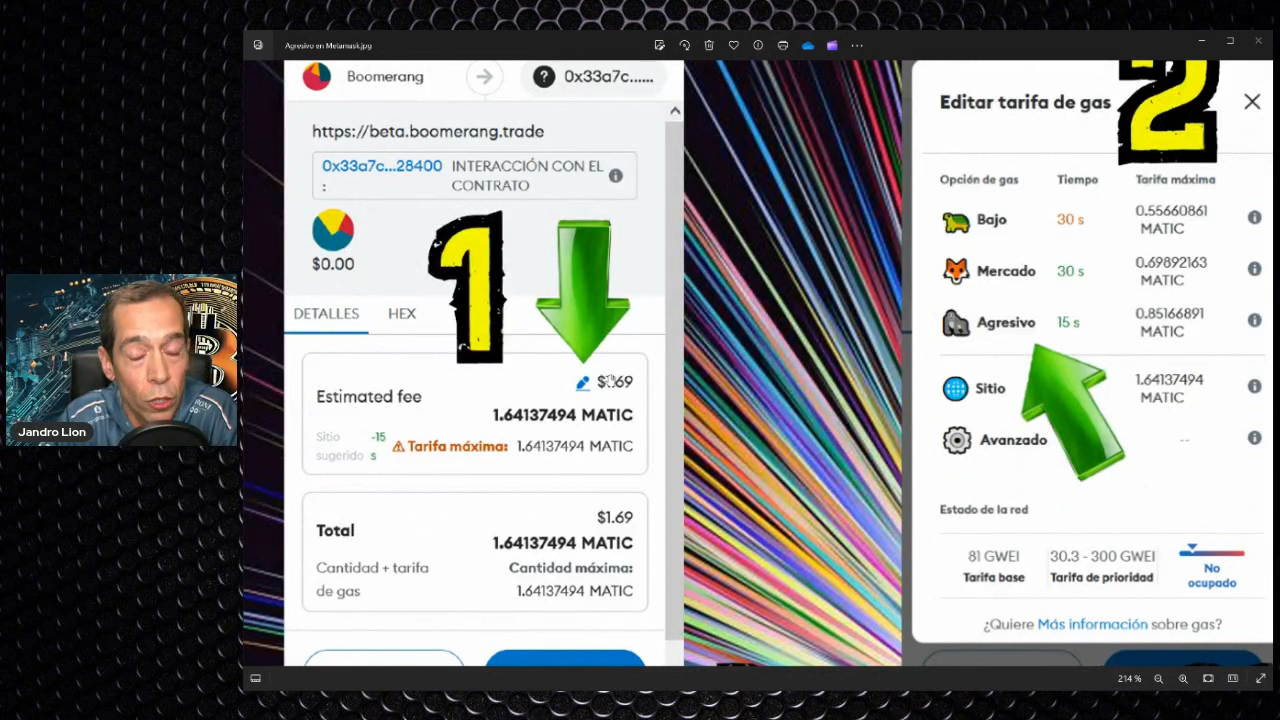 Agresivo en Metamask.jpg
Boomerang
0x33a7c......
https://beta.boomerang.trade
0x33a7c...28400 INTERACCIÓN CON EL
: CONTRATO
$0.00
1
DETALLES HEX
$1.69
Estimated fee
1.64137494 MATIC
Sitio -15
sugerido s
Tarifa máxima: 1.64137494 MATIC
$1.69
Total
1.64137494 MATIC
Cantidad + tarifa Cantidad máxima:
de gas 1.64137494 MATIC
2
Editar tarifa de gas
Opción de gas Tiempo Tarifa máxima
Bajo 30 s 0.55660861
MATIC
Mercado 30 s 0.69892163
MATIC
Agresivo 15 s 0.85166891
MATIC
Sitio 1.64137494
MATIC
Avanzado --
Estado de la red
81 GWEI 30.3 - 300 GWEI No
Tarifa base Tarifa de prioridad ocupado
¿Quiere Más información sobre gas?
Jandro Lion
214 %